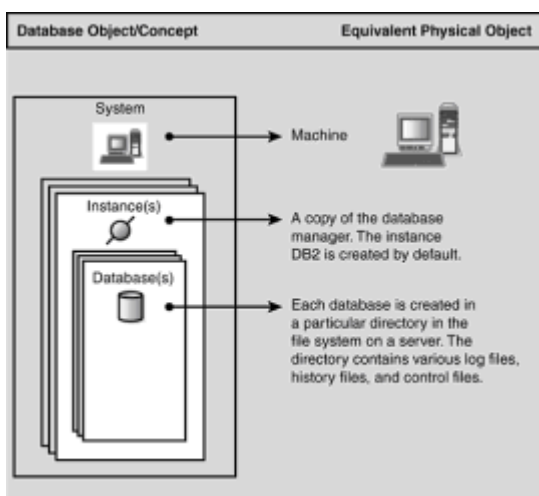 Database Object/Concept
Equivalent Physical Object
System
Machine
Instance(s)
A copy of the database
manager. The instance
DB2 is created by default.
Database(s)
Each database is created in
a particular directory in the
file system on a server. The
directory contains various log files,
history files, and control files.